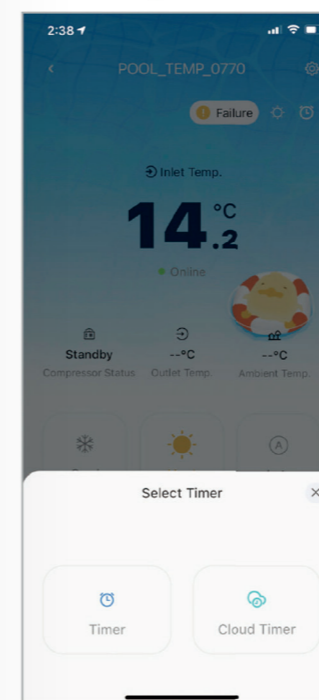 2:38
POOL_TEMP_0770
Failure
Inlet Temp.
14.2 °C
Online
Standby --°C --°C
Compressor Status Outlet Temp. Ambient Temp.
A
Select Timer
Timer Cloud Timer